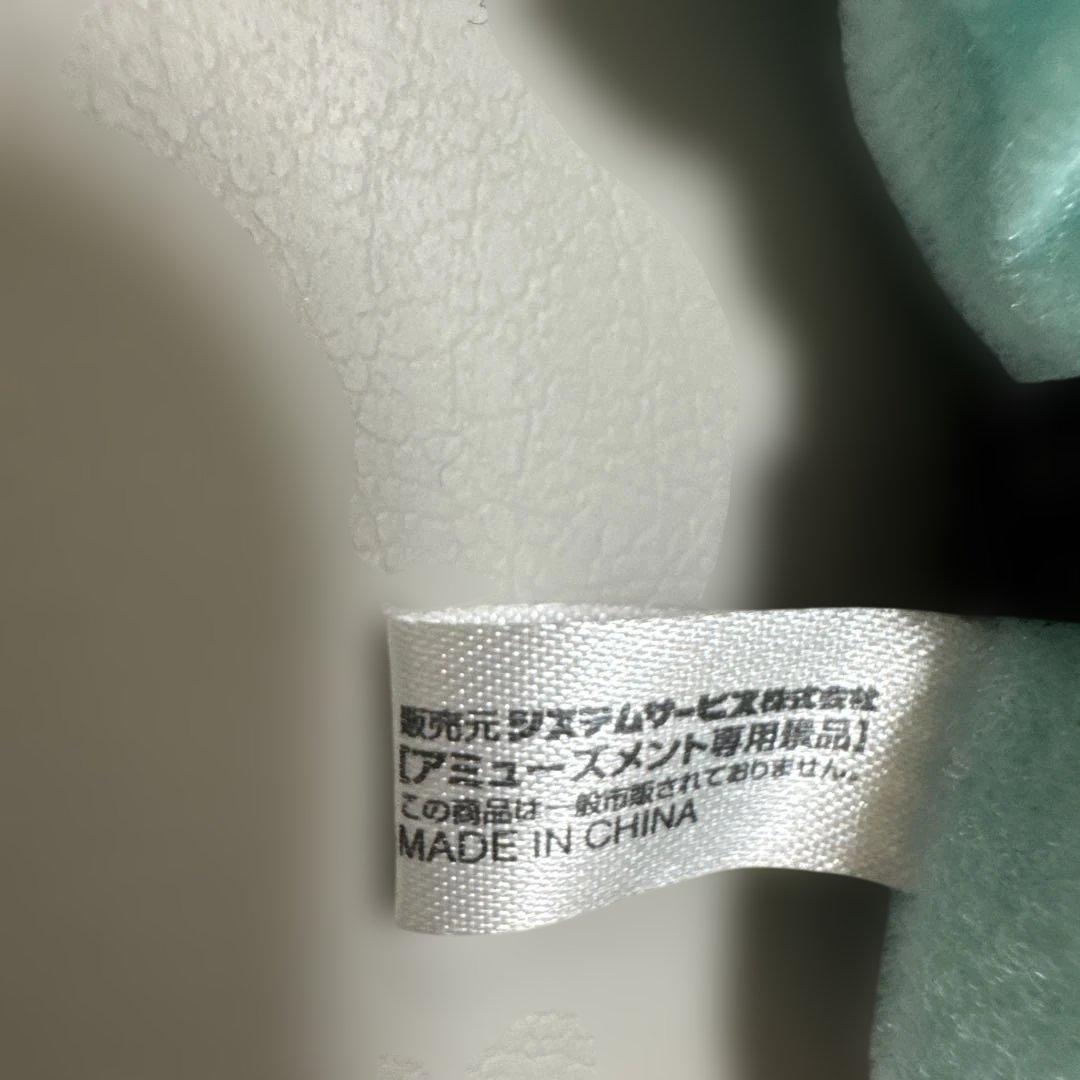 販売元 システムサービス株式会社
【アミューズメント専用景品】
この商品は一般市販されておりません。
MADE IN CHINA